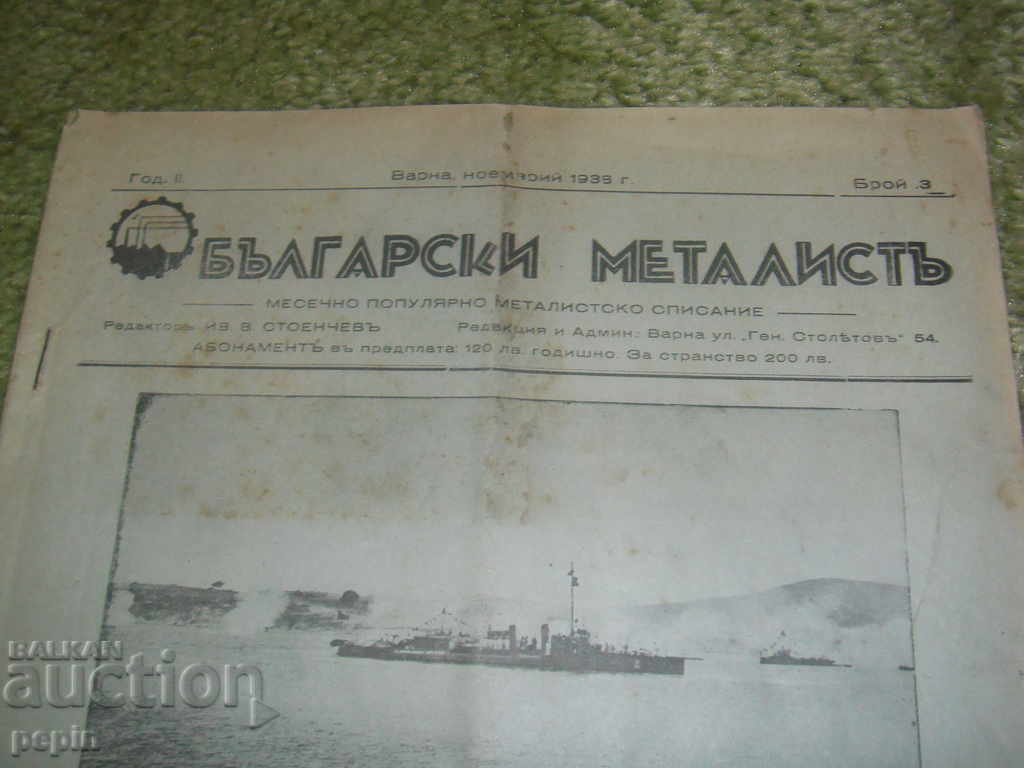 Год. II.
Варна, ноемврий 1938 г.
Брой 3
БЪЛГАРСКИ МЕТАЛИСТЪ
МЕСЕЧНО ПОПУЛЯРНО МЕТАЛИСТСКО СПИСАНИЕ
Редакторъ ИВ. В. СТОЕНЧЕВЪ Редакция и Админ.: Варна ул. „Ген. Столѣтовъ“ 54.
АБОНАМЕНТЪ въ предплата: 120 лв. годишно. За странство 200 лв.
BALKAN
auction
pepin